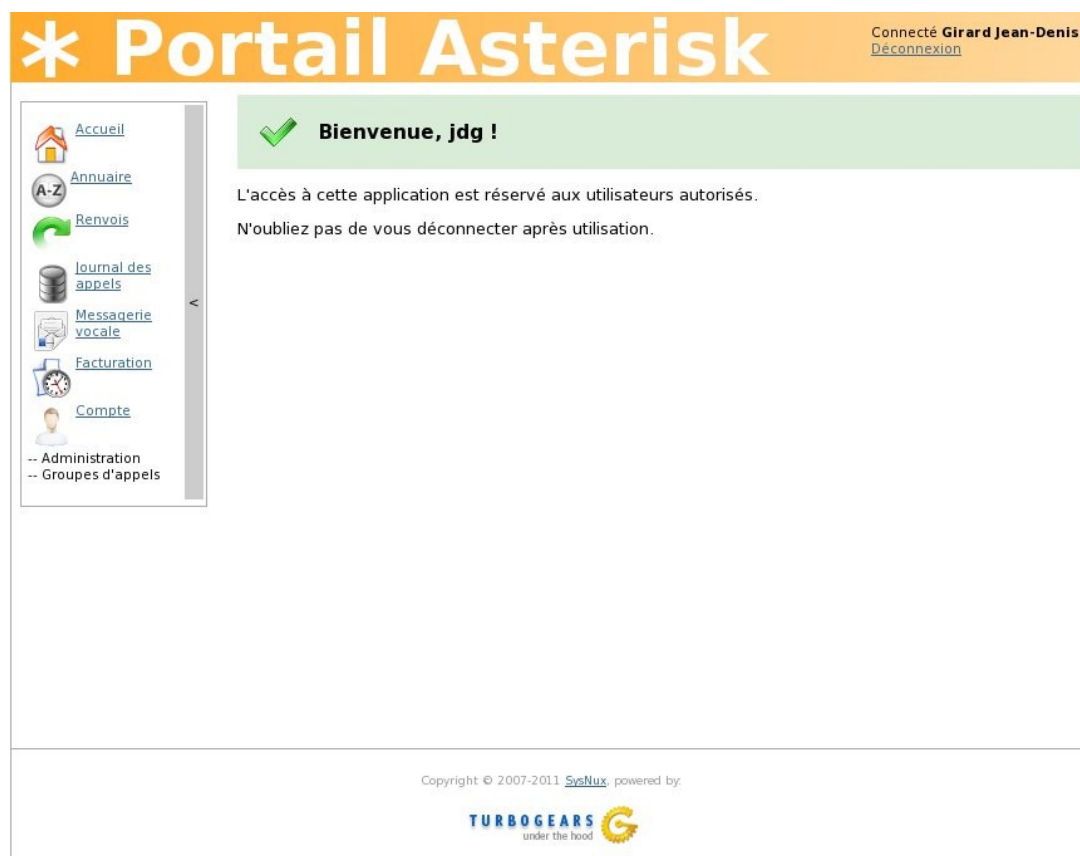 * Portail Asterisk
Connecté Girard Jean-Denis
Déconnexion
Accueil
A-Z
Annuaire
Renvois
Journal des
appels
Messagerie
vocale
Facturation
Compte
-- Administration
-- Groupes d'appels
<
Bienvenue, jdg !
L'accès à cette application est réservé aux utilisateurs autorisés.
N'oubliez pas de vous déconnecter après utilisation.
Copyright © 2007-2011 SysNux, powered by:
TURBOGEARS
under the hood